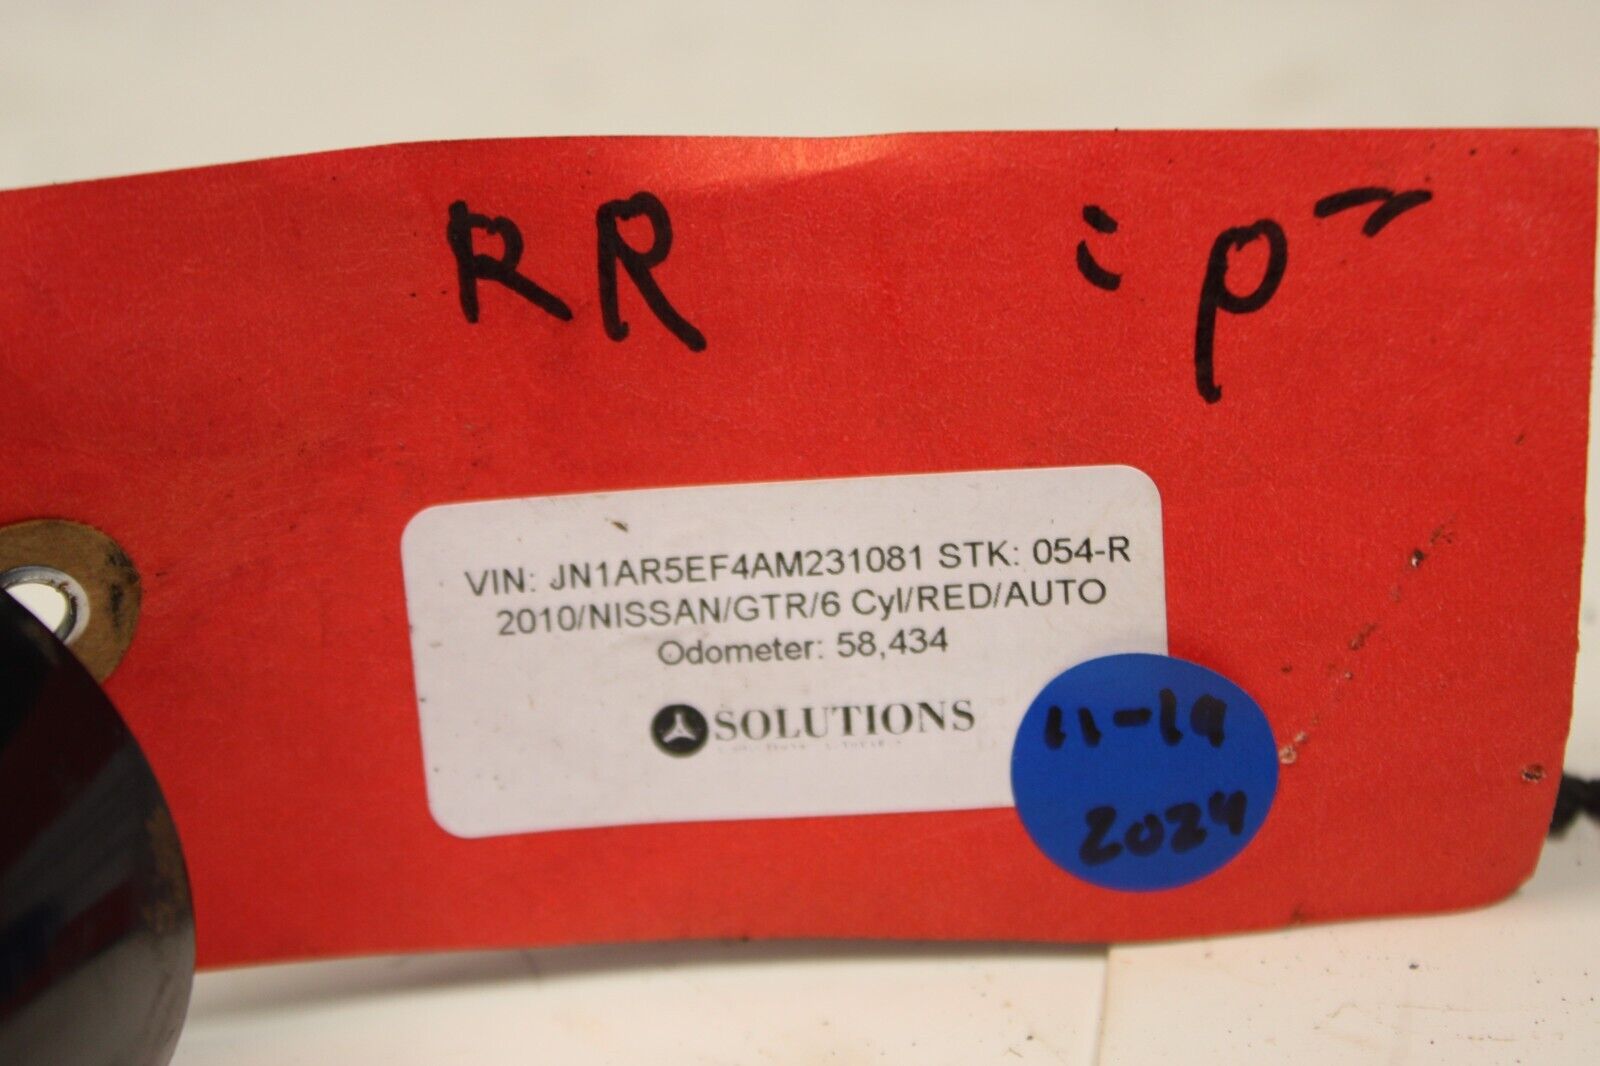 RR
VIN: JN1AR5EF4AM231081 STK: 054-R
2010/NISSAN/GTR/6 Cyl/RED/AUTO
Odometer: 58,434
SOLUTIONS
11-19
2024